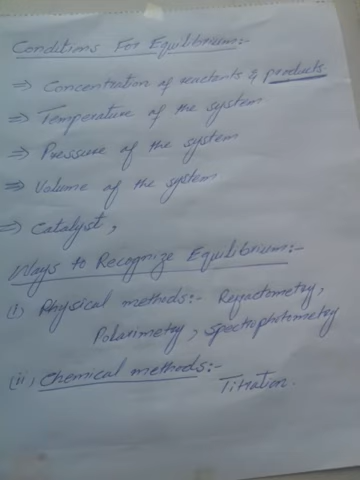 Conditions For Equilibrium:-
⇒ Concentration of reactants & products.
⇒ Temperature of the system
⇒ Pressure of the system
⇒ Volume of the system
⇒ Catalyst,
Ways to Recognize Equilibrium:-
(i) Physical methods:- Refractometry,
Polarimetry, Spectrophotometry
(ii), Chemical methods:-
Titration.